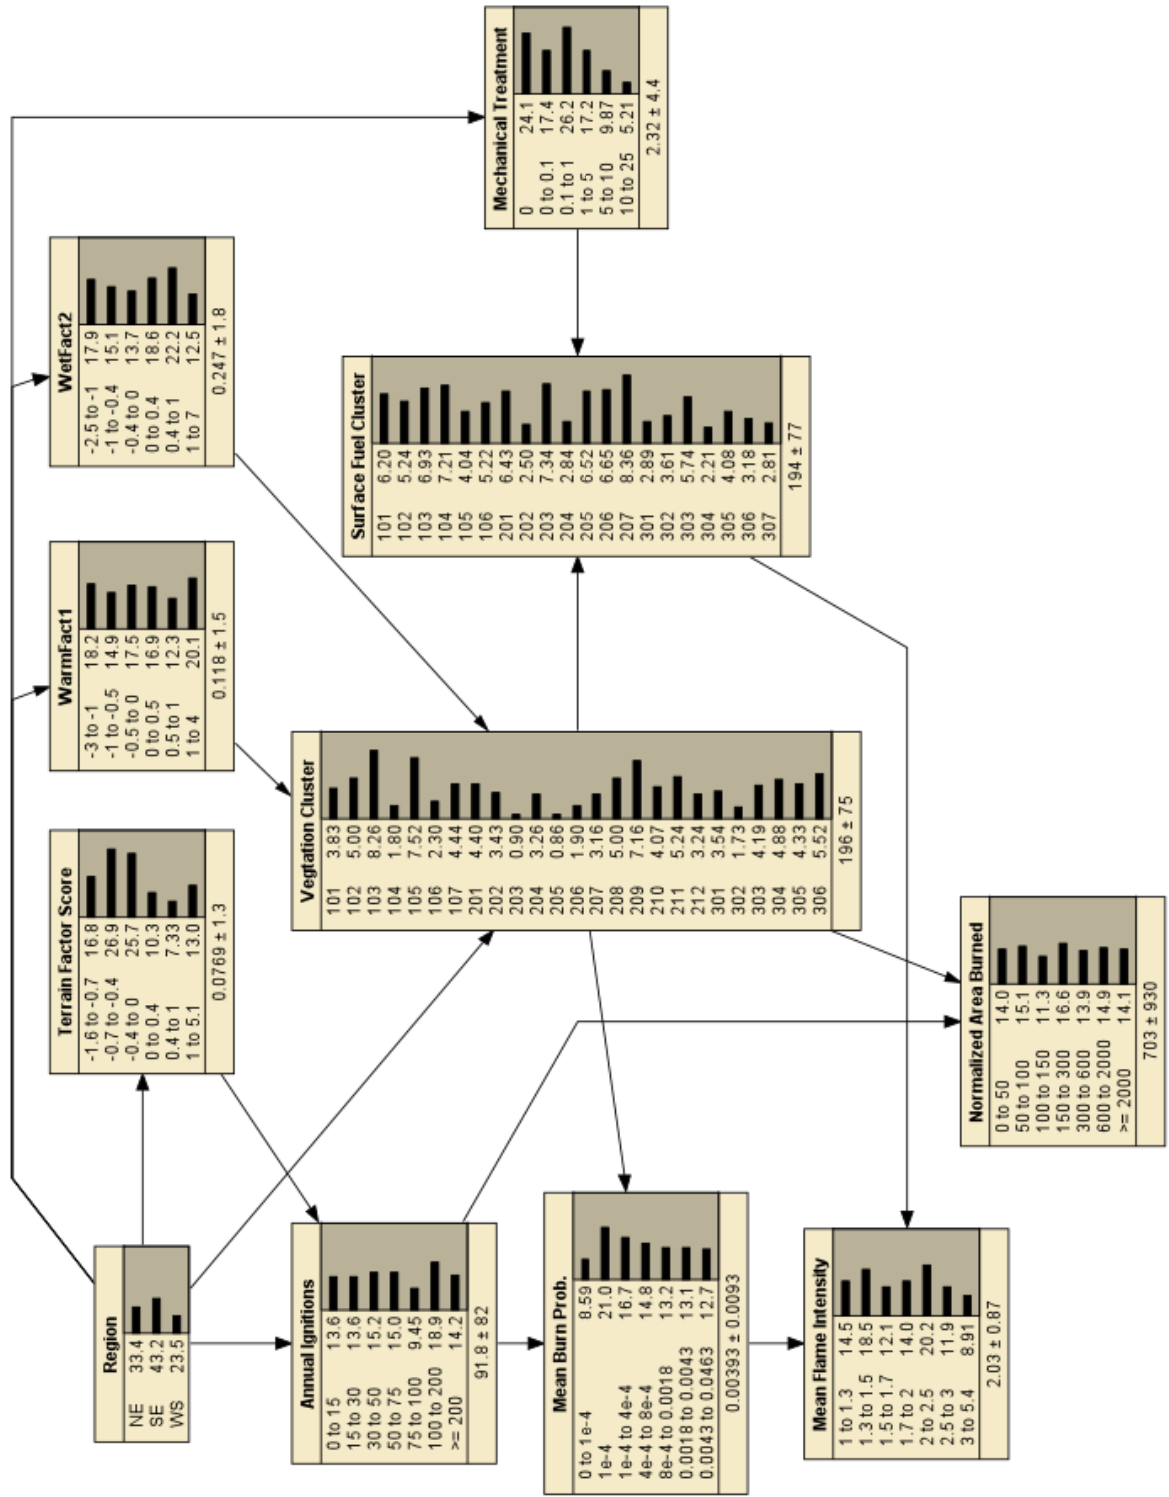 Region
NE 33.4
SE 43.2
WS 23.5
Terrain Factor Score
-1.6 to -0.7 16.8
-0.7 to -0.4 26.9
-0.4 to 0 25.7
0 to 0.4 10.3
0.4 to 1 7.33
1 to 5.1 13.0
0.0769 ± 1.3
WarmFact1
-3 to -1 18.2
-1 to -0.5 14.9
-0.5 to 0 17.5
0 to 0.5 16.9
0.5 to 1 12.3
1 to 4 20.1
0.118 ± 1.5
WetFact2
-2.5 to -1 17.9
-1 to -0.4 15.1
-0.4 to 0 13.7
0 to 0.4 18.6
0.4 to 1 22.2
1 to 7 12.5
0.247 ± 1.8
Annual Ignitions
0 to 15 13.6
15 to 30 13.6
30 to 50 15.2
50 to 75 15.0
75 to 100 9.45
100 to 200 18.9
>= 200 14.2
91.8 ± 82
Vegtation Cluster
101 3.83
102 5.00
103 8.26
104 1.80
105 7.52
106 2.30
107 4.44
201 4.40
202 3.43
203 0.90
204 3.26
205 0.86
206 1.90
207 3.16
208 5.00
209 7.16
210 4.07
211 5.24
212 3.24
301 3.54
302 1.73
303 4.19
304 4.88
305 4.33
306 5.52
196 ± 75
Surface Fuel Cluster
101 6.20
102 5.24
103 6.93
104 7.21
105 4.04
106 5.22
201 6.43
202 2.50
203 7.34
204 2.84
205 6.52
206 6.65
207 8.36
301 2.89
302 3.61
303 5.74
304 2.21
305 4.08
306 3.18
307 2.81
194 ± 77
Mechanical Treatment
0 24.1
0 to 0.1 17.4
0.1 to 1 26.2
1 to 5 17.2
5 to 10 9.87
10 to 25 5.21
2.32 ± 4.4
Mean Burn Prob.
0 to 1e-4 8.59
1e-4 21.0
1e-4 to 4e-4 16.7
4e-4 to 8e-4 14.8
8e-4 to 0.0018 13.2
0.0018 to 0.0043 13.1
0.0043 to 0.0463 12.7
0.00393 ± 0.0093
Mean Flame Intensity
1 to 1.3 14.5
1.3 to 1.5 18.5
1.5 to 1.7 12.1
1.7 to 2 14.0
2 to 2.5 20.2
2.5 to 3 11.9
3 to 5.4 8.91
2.03 ± 0.87
Normalized Area Burned
0 to 50 14.0
50 to 100 15.1
100 to 150 11.3
150 to 300 16.6
300 to 600 13.9
600 to 2000 14.9
>= 2000 14.1
703 ± 930